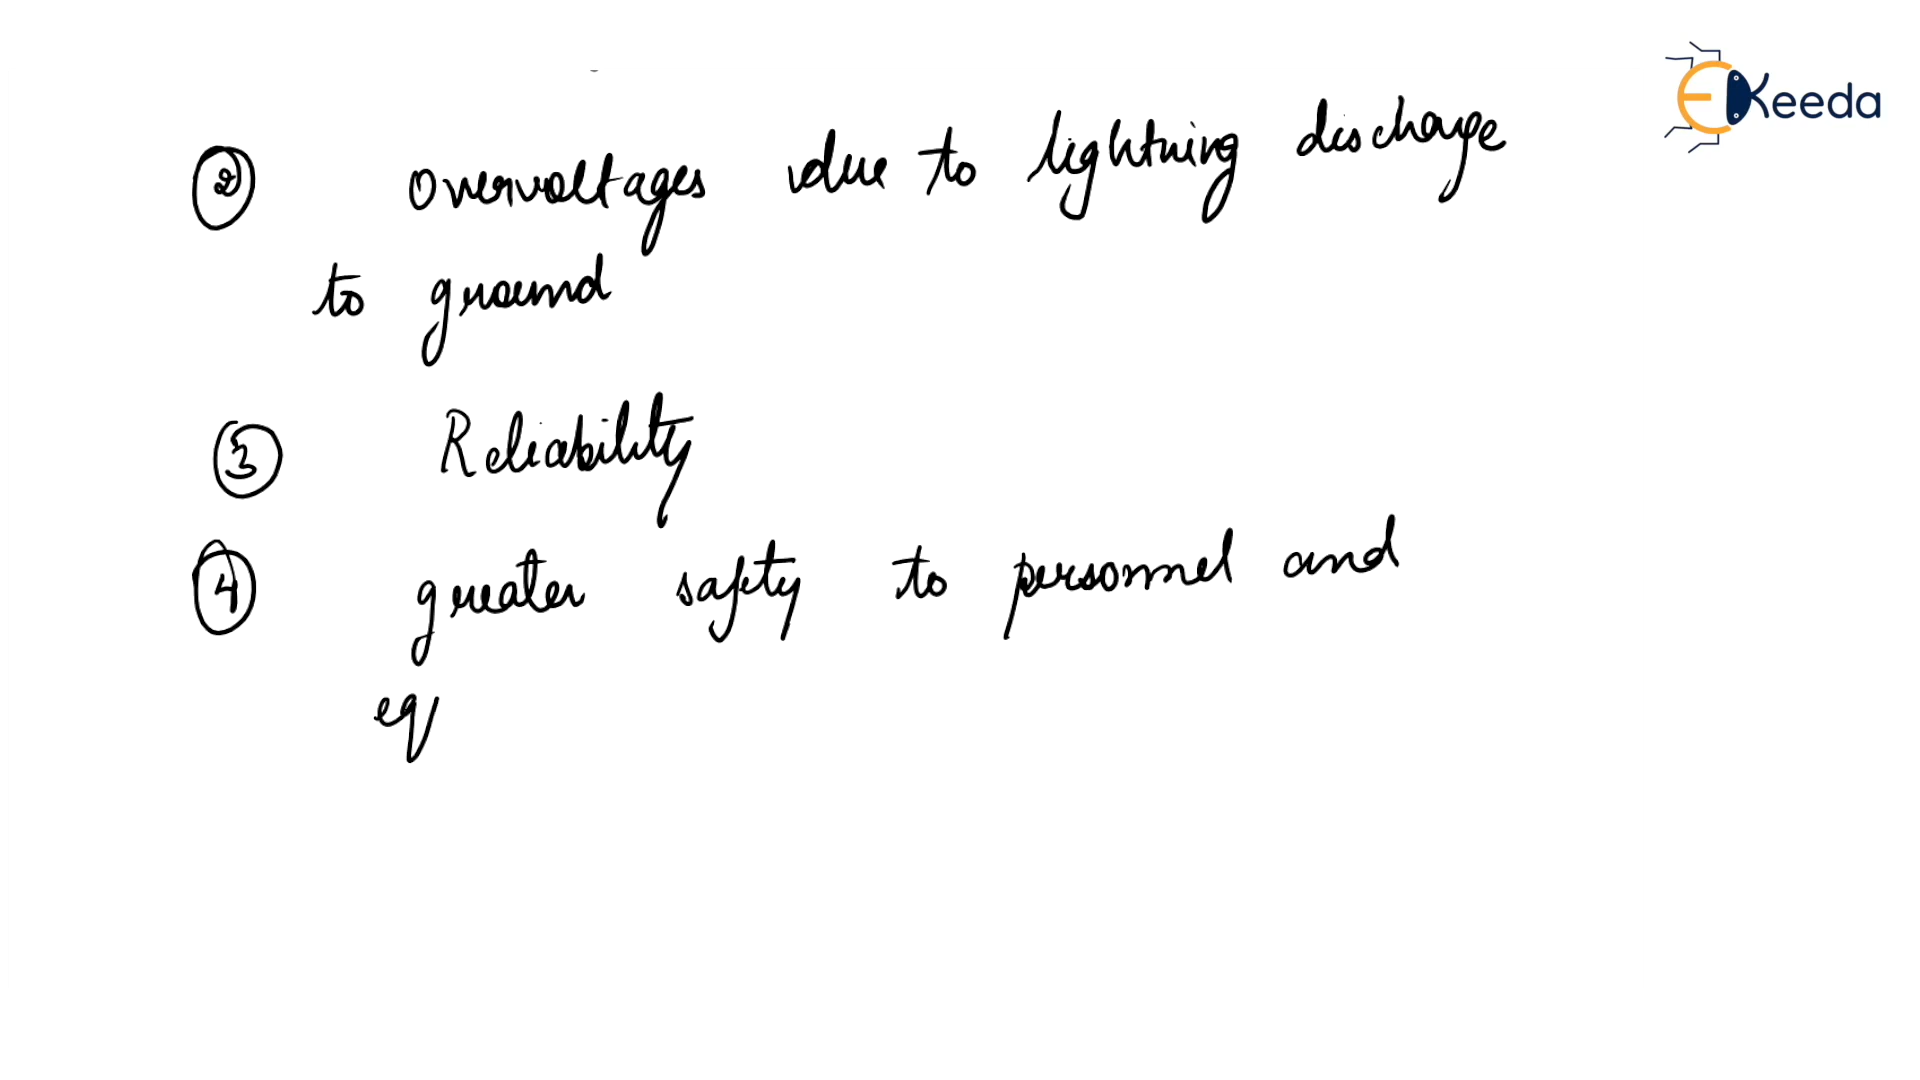 EKeeda
② overvoltages due to lightning discharge
to ground
③ Reliability
④ greater safety to personnel and
eq